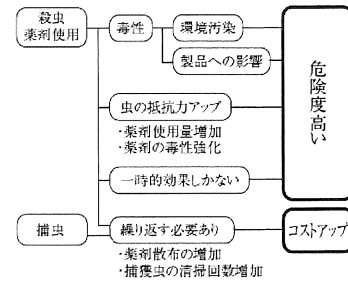 殺虫
薬剤使用
毒性
環境汚染
製品への影響
虫の抵抗力アップ
・薬剤使用量増加
・薬剤の毒性強化
一時的効果しかない
危険度高い
捕虫
繰り返す必要あり
・薬剤散布の増加
・捕獲虫の清掃回数増加
コストアップ